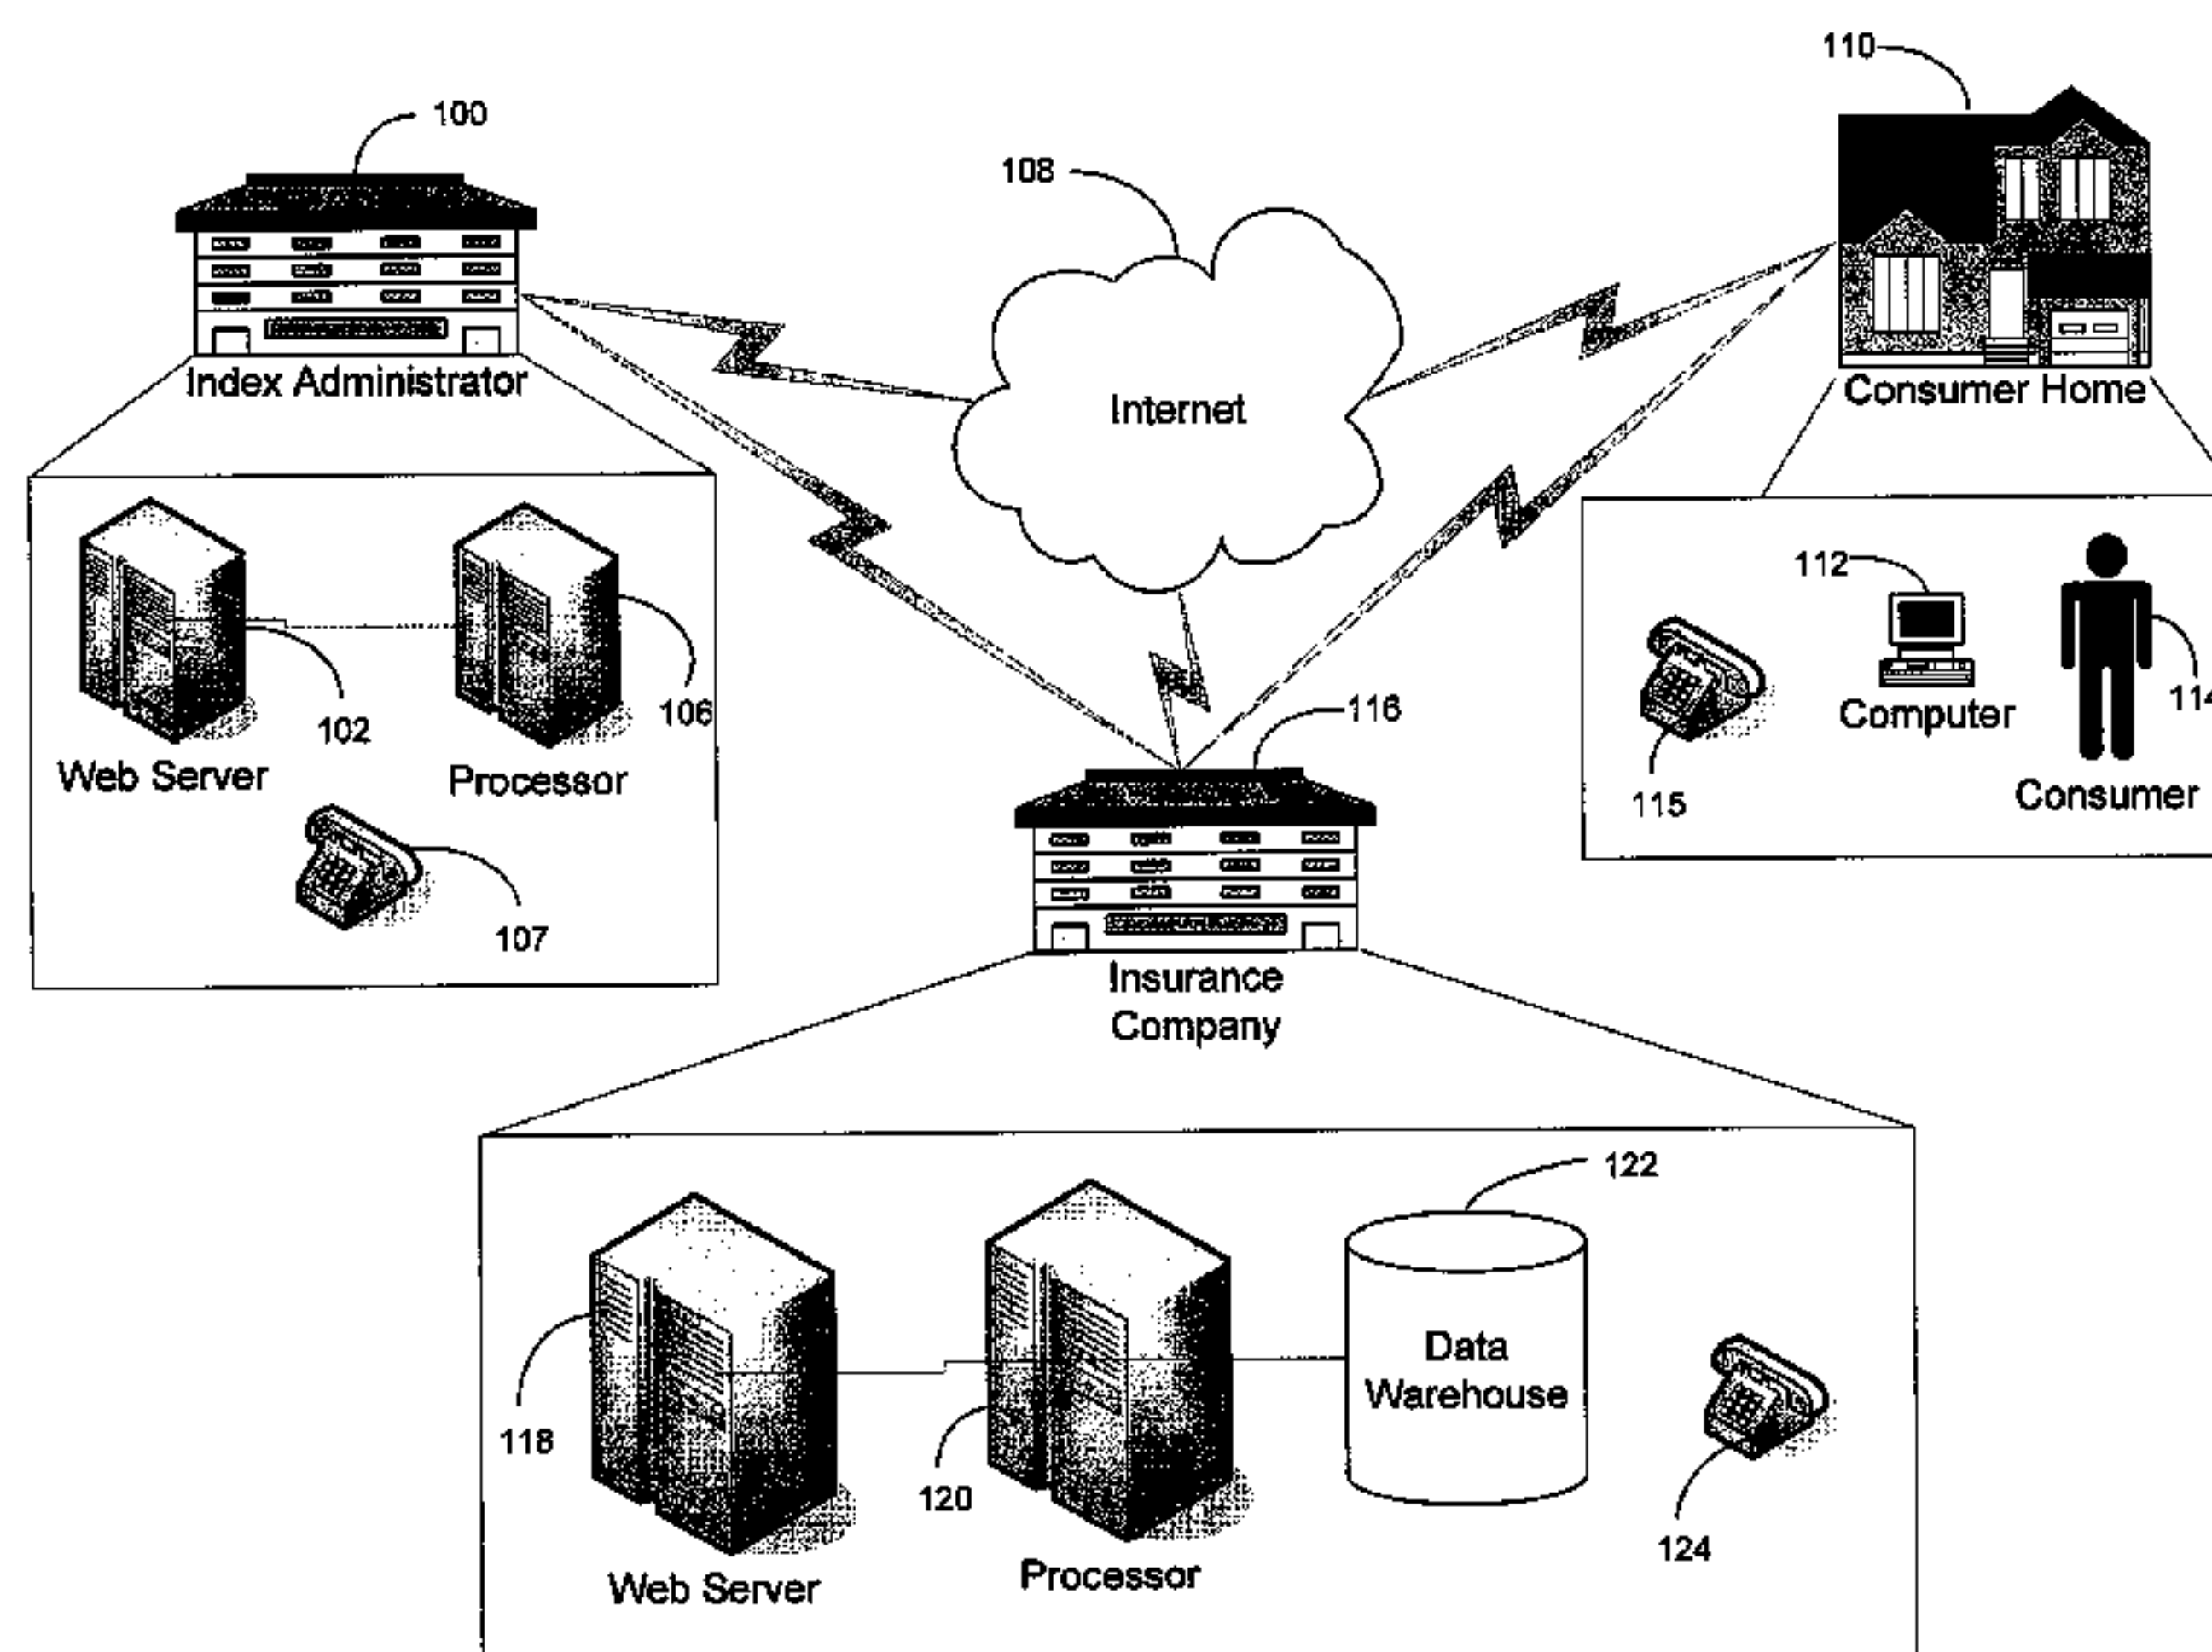 110
100
108
Index Administrator
Internet
Consumer Home
112
114
102
106
116
Computer
Web Server
Processor
115
Consumer
107
Insurance
Company
122
Data
Warehouse
118
120
124
Web Server
Processor